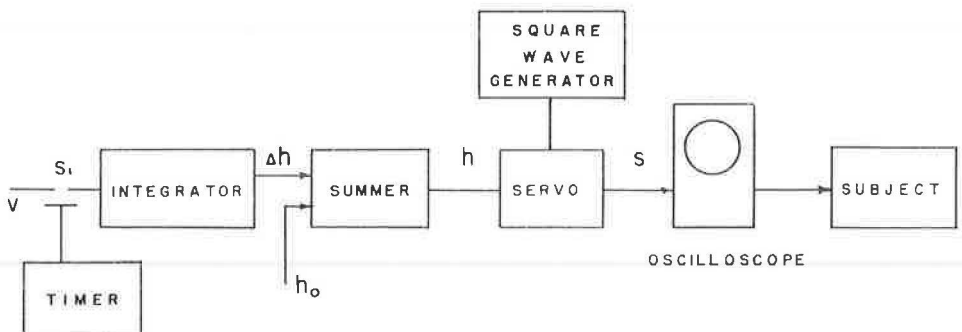 SQUARE
WAVE
GENERATOR
S₁
Δh
h
S
V
INTEGRATOR
SUMMER
SERVO
SUBJECT
h₀
OSCILLOSCOPE
TIMER